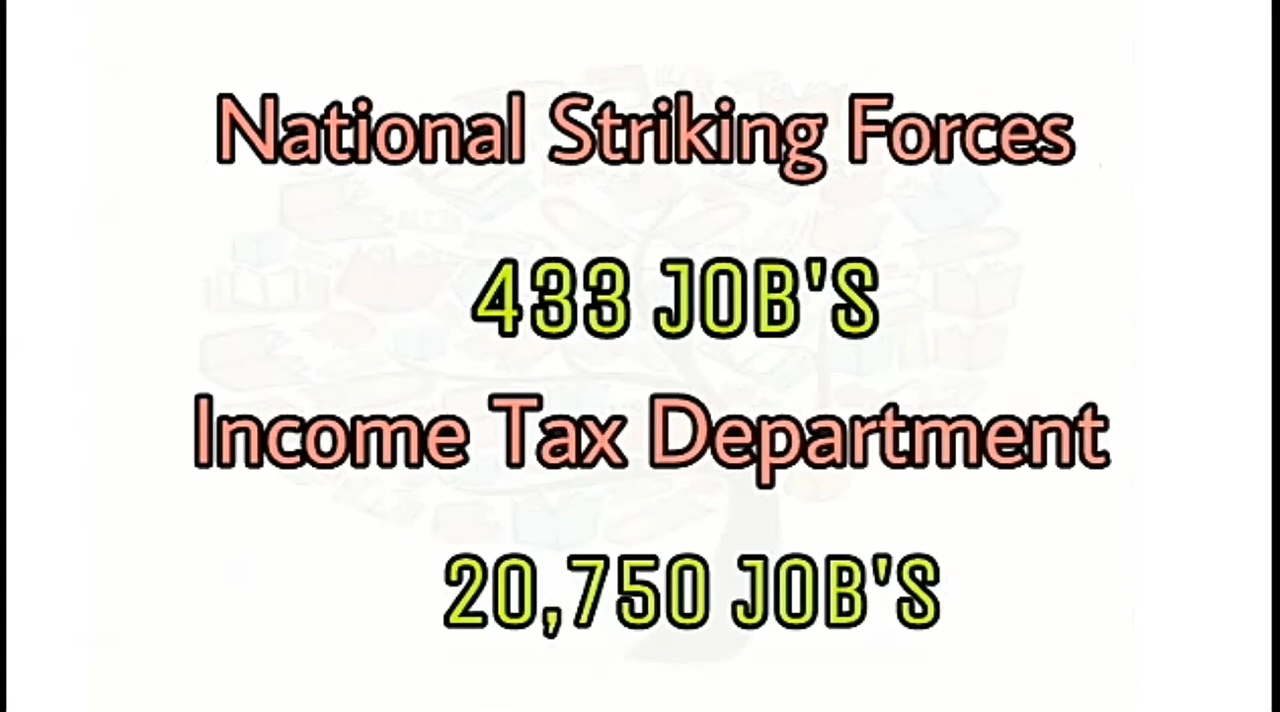 National Striking Forces
433 JOB'S
Income Tax Department
20,750 JOB'S